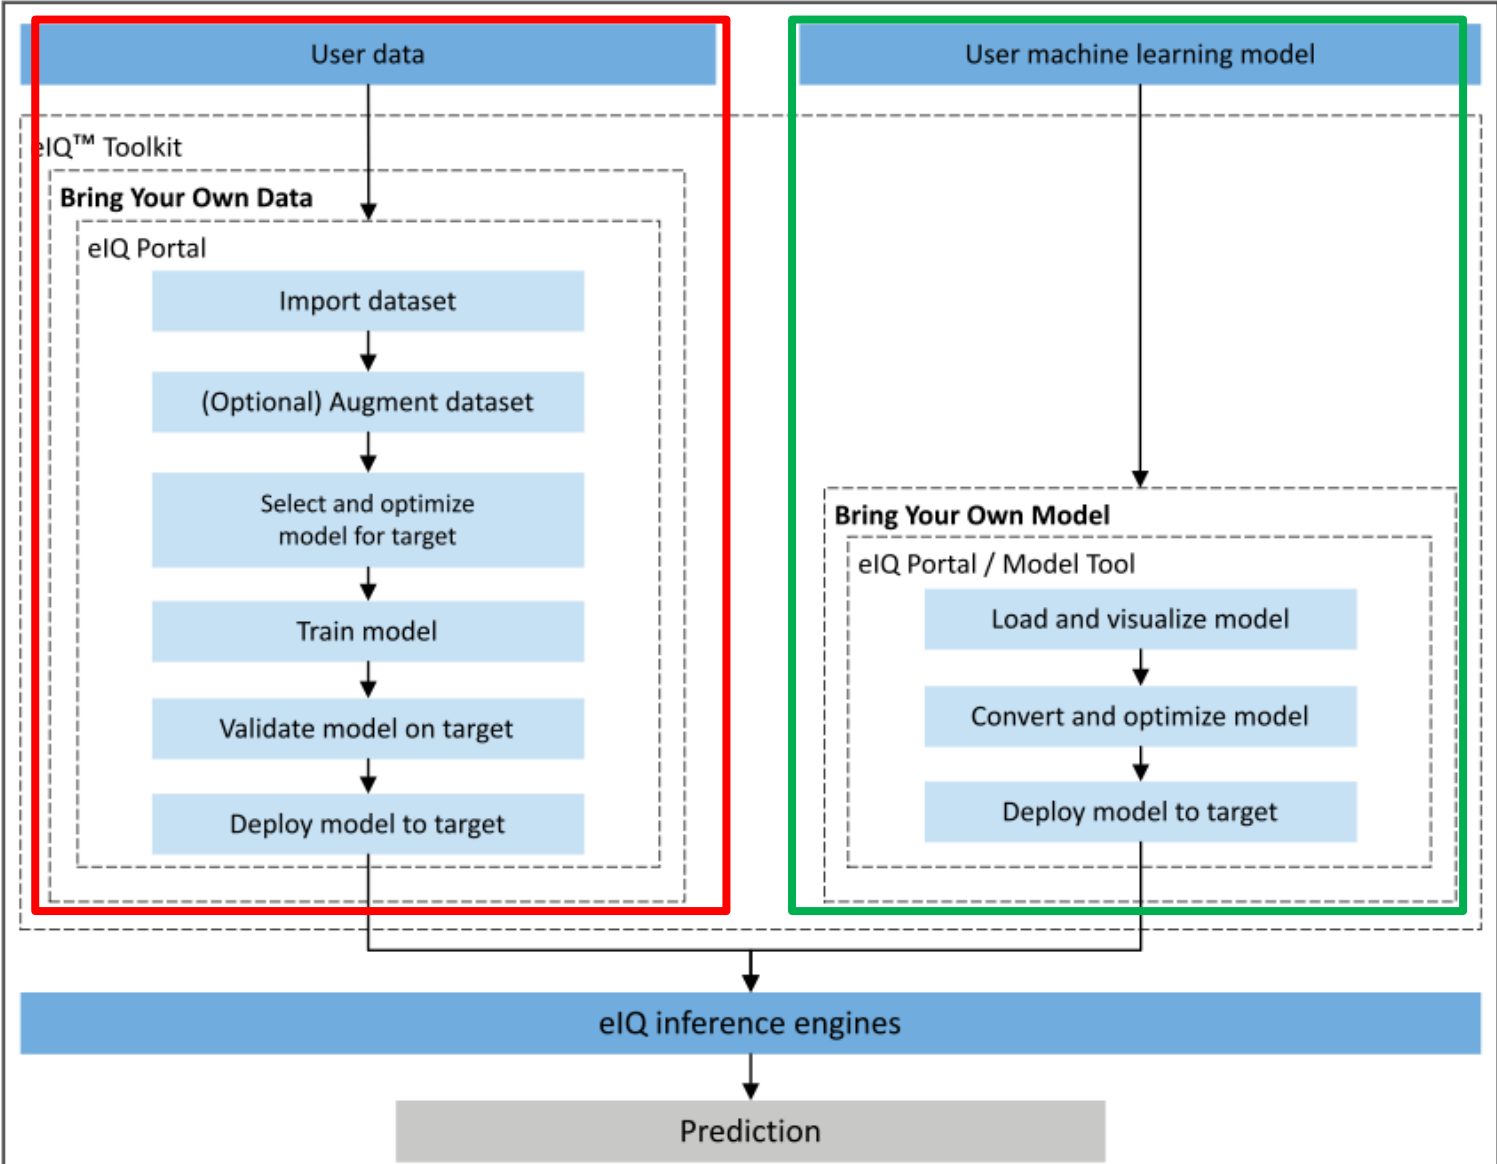 User data
User machine learning model
eIQ™ Toolkit
Bring Your Own Data
eIQ Portal
Import dataset
(Optional) Augment dataset
Select and optimize
model for target
Train model
Validate model on target
Deploy model to target
Bring Your Own Model
eIQ Portal / Model Tool
Load and visualize model
Convert and optimize model
Deploy model to target
eIQ inference engines
Prediction